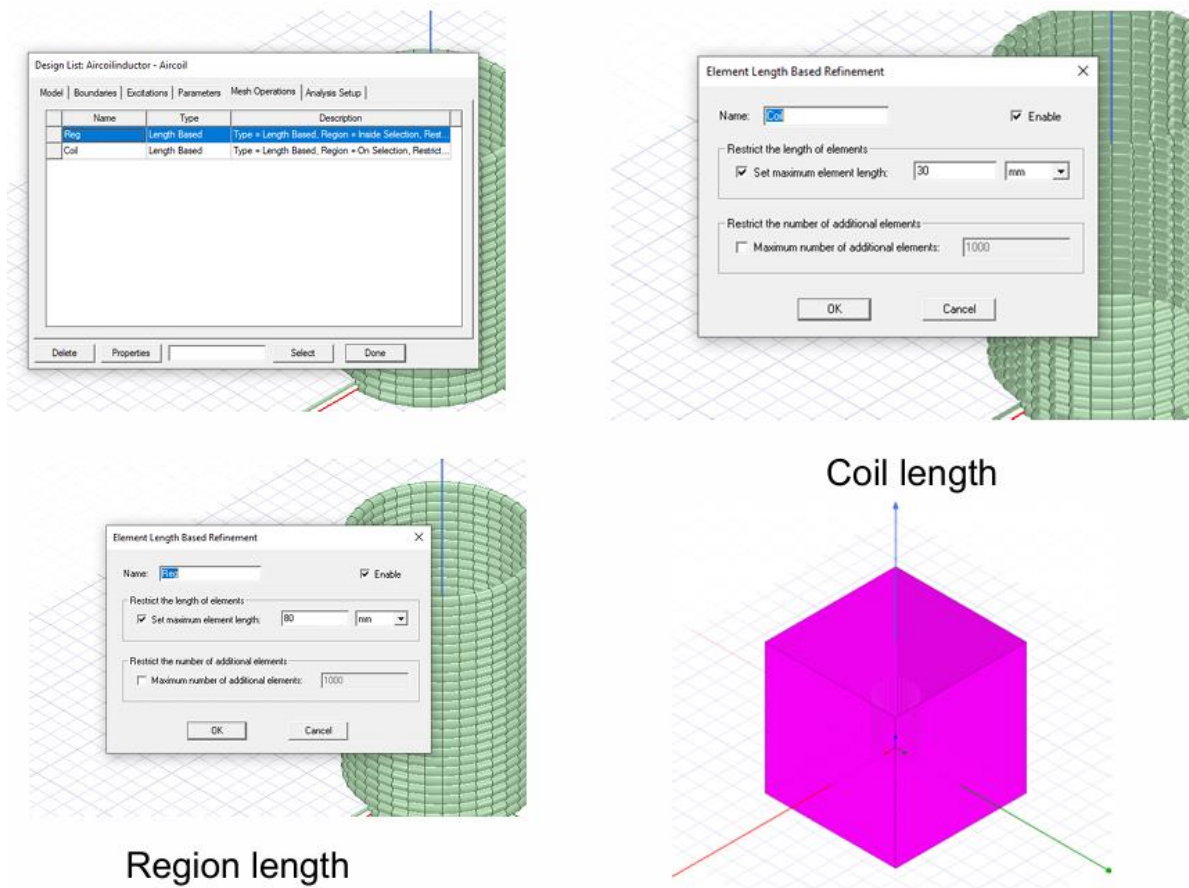 Design List: Aircoilinductor - Aircoil
Model | Boundaries | Excitations | Parameters | Mesh Operations | Analysis Setup |
Name Type Description
Reg Length Based Type = Length Based, Region = Inside Selection, Rest...
Coil Length Based Type = Length Based, Region = On Selection, Restrict...
Delete Properties Select Done
Element Length Based Refinement
Name: Coil Enable
Restrict the length of elements
Set maximum element length: 30 mm
Restrict the number of additional elements
Maximum number of additional elements: 1000
OK Cancel
Coil length
Element Length Based Refinement
Name: Reg Enable
Restrict the length of elements
Set maximum element length: 80 mm
Restrict the number of additional elements
Maximum number of additional elements: 1000
OK Cancel
Region length